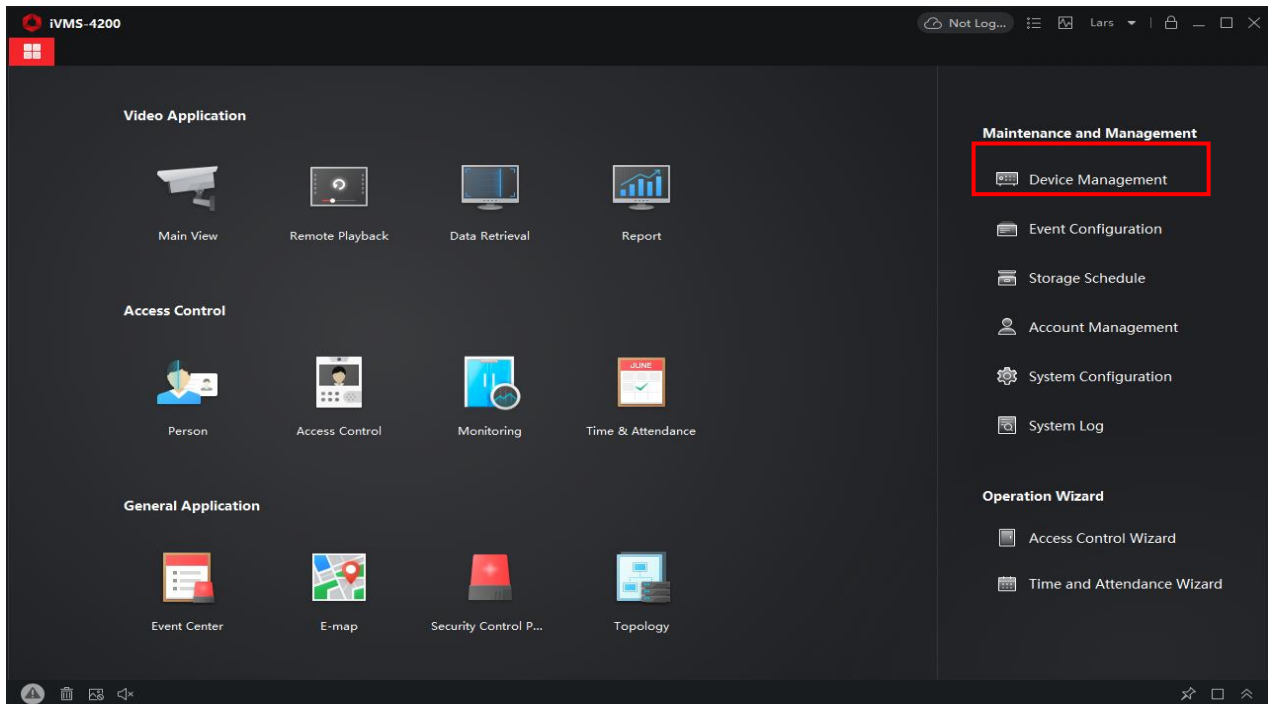 iVMS-4200
Not Log...
Lars
Video Application
Main View
Remote Playback
Data Retrieval
Report
Access Control
JUNE
Person
Access Control
Monitoring
Time & Attendance
General Application
Event Center
E-map
Security Control P...
Topology
Maintenance and Management
Device Management
Event Configuration
Storage Schedule
Account Management
System Configuration
System Log
Operation Wizard
Access Control Wizard
Time and Attendance Wizard